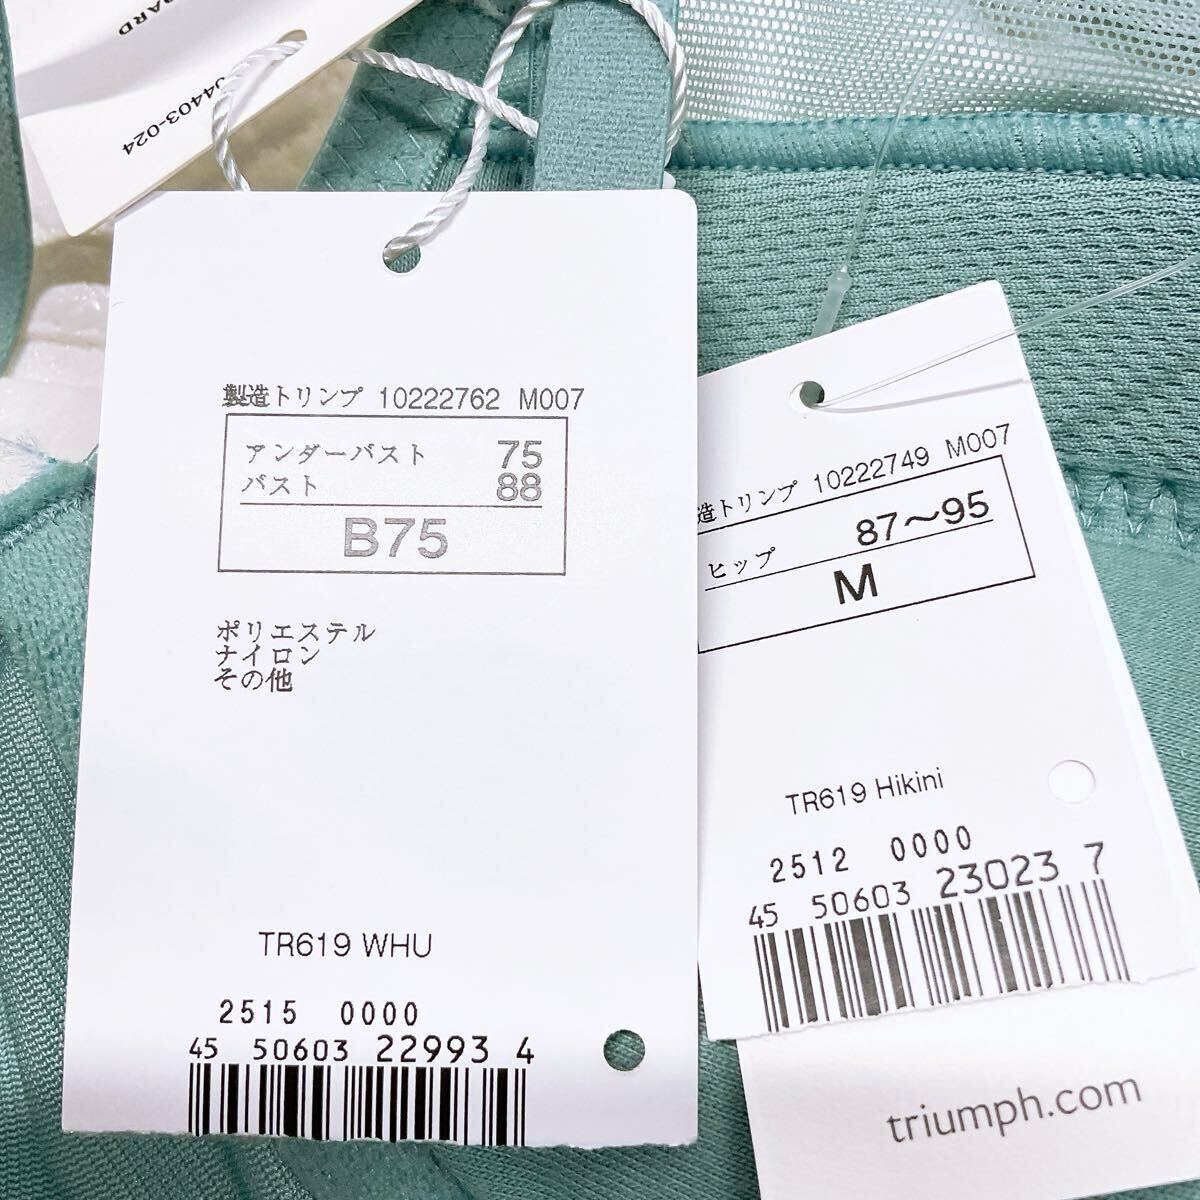 04403-024
製造トリンプ 10222762 M007
アンダーバスト 75
バスト 88
B75
ポリエステル
ナイロン
その他
TR619 WHU
2515 0000
45 50603 22993 4
造トリンプ 10222749 M007
ヒップ 87～95
M
TR619 Hikini
2512 0000
45 50603 23023 7
triumph.com